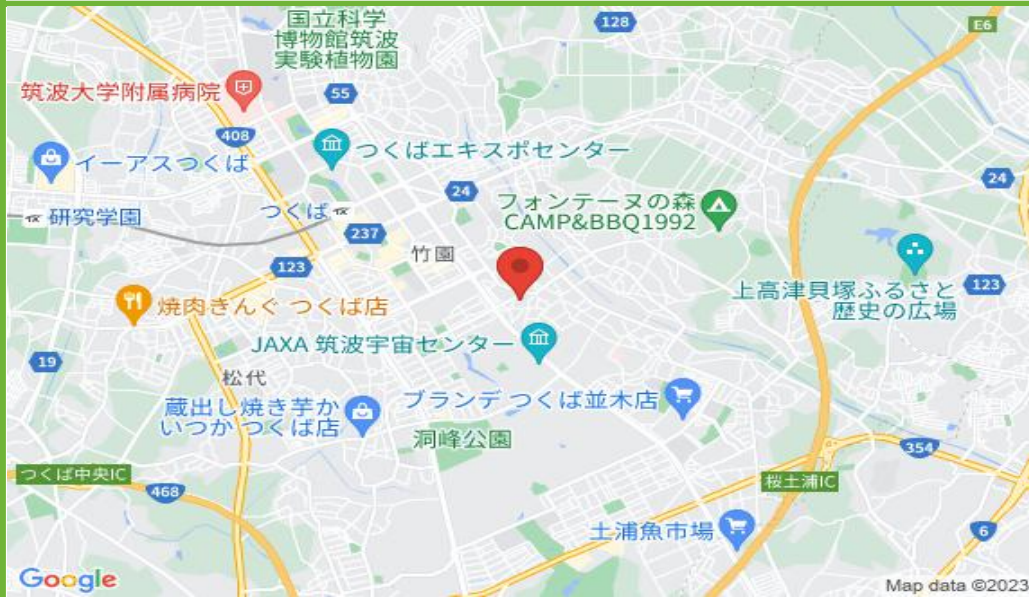 国立科学
博物館筑波
実験植物園
128
E6
筑波大学附属病院
55
408
つくばエキスポセンター
イーアスつくば
24
フォンテーヌの森
CAMP&BBQ1992
24
研究学園
つくば
237
竹園
123
上高津貝塚ふるさと
歴史の広場
123
焼肉きんぐ つくば店
JAXA 筑波宇宙センター
19
松代
蔵出し焼き芋か
いつか つくば店
ブランデ つくば並木店
洞峰公園
354
つくば中央IC
468
桜土浦IC
土浦魚市場
6
Google
Map data ©2023